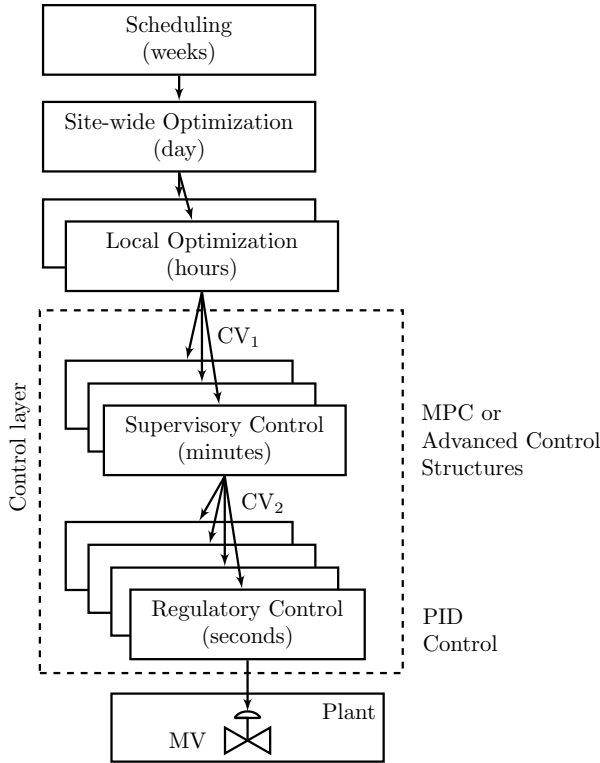 Scheduling
(weeks)
Site-wide Optimization
(day)
Local Optimization
(hours)
CV₁
Control layer
Supervisory Control
(minutes)
MPC or
Advanced Control
Structures
CV₂
Regulatory Control
(seconds)
PID
Control
Plant
MV